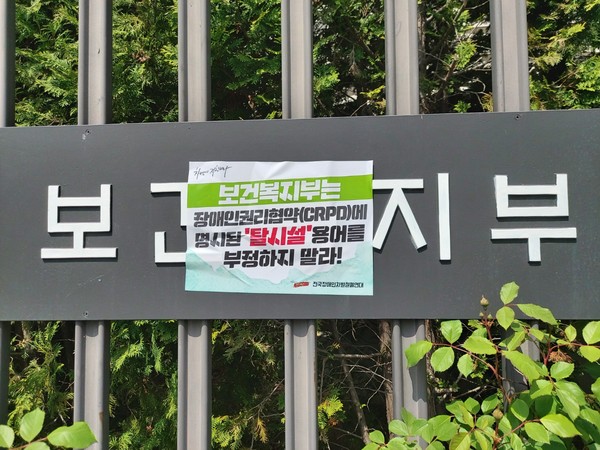 보건
지부
보건복지부는
장애인권리협약(CRPD)에
명시된 '탈시설' 용어를
부정하지 말라!
전국장애인차별철폐연대